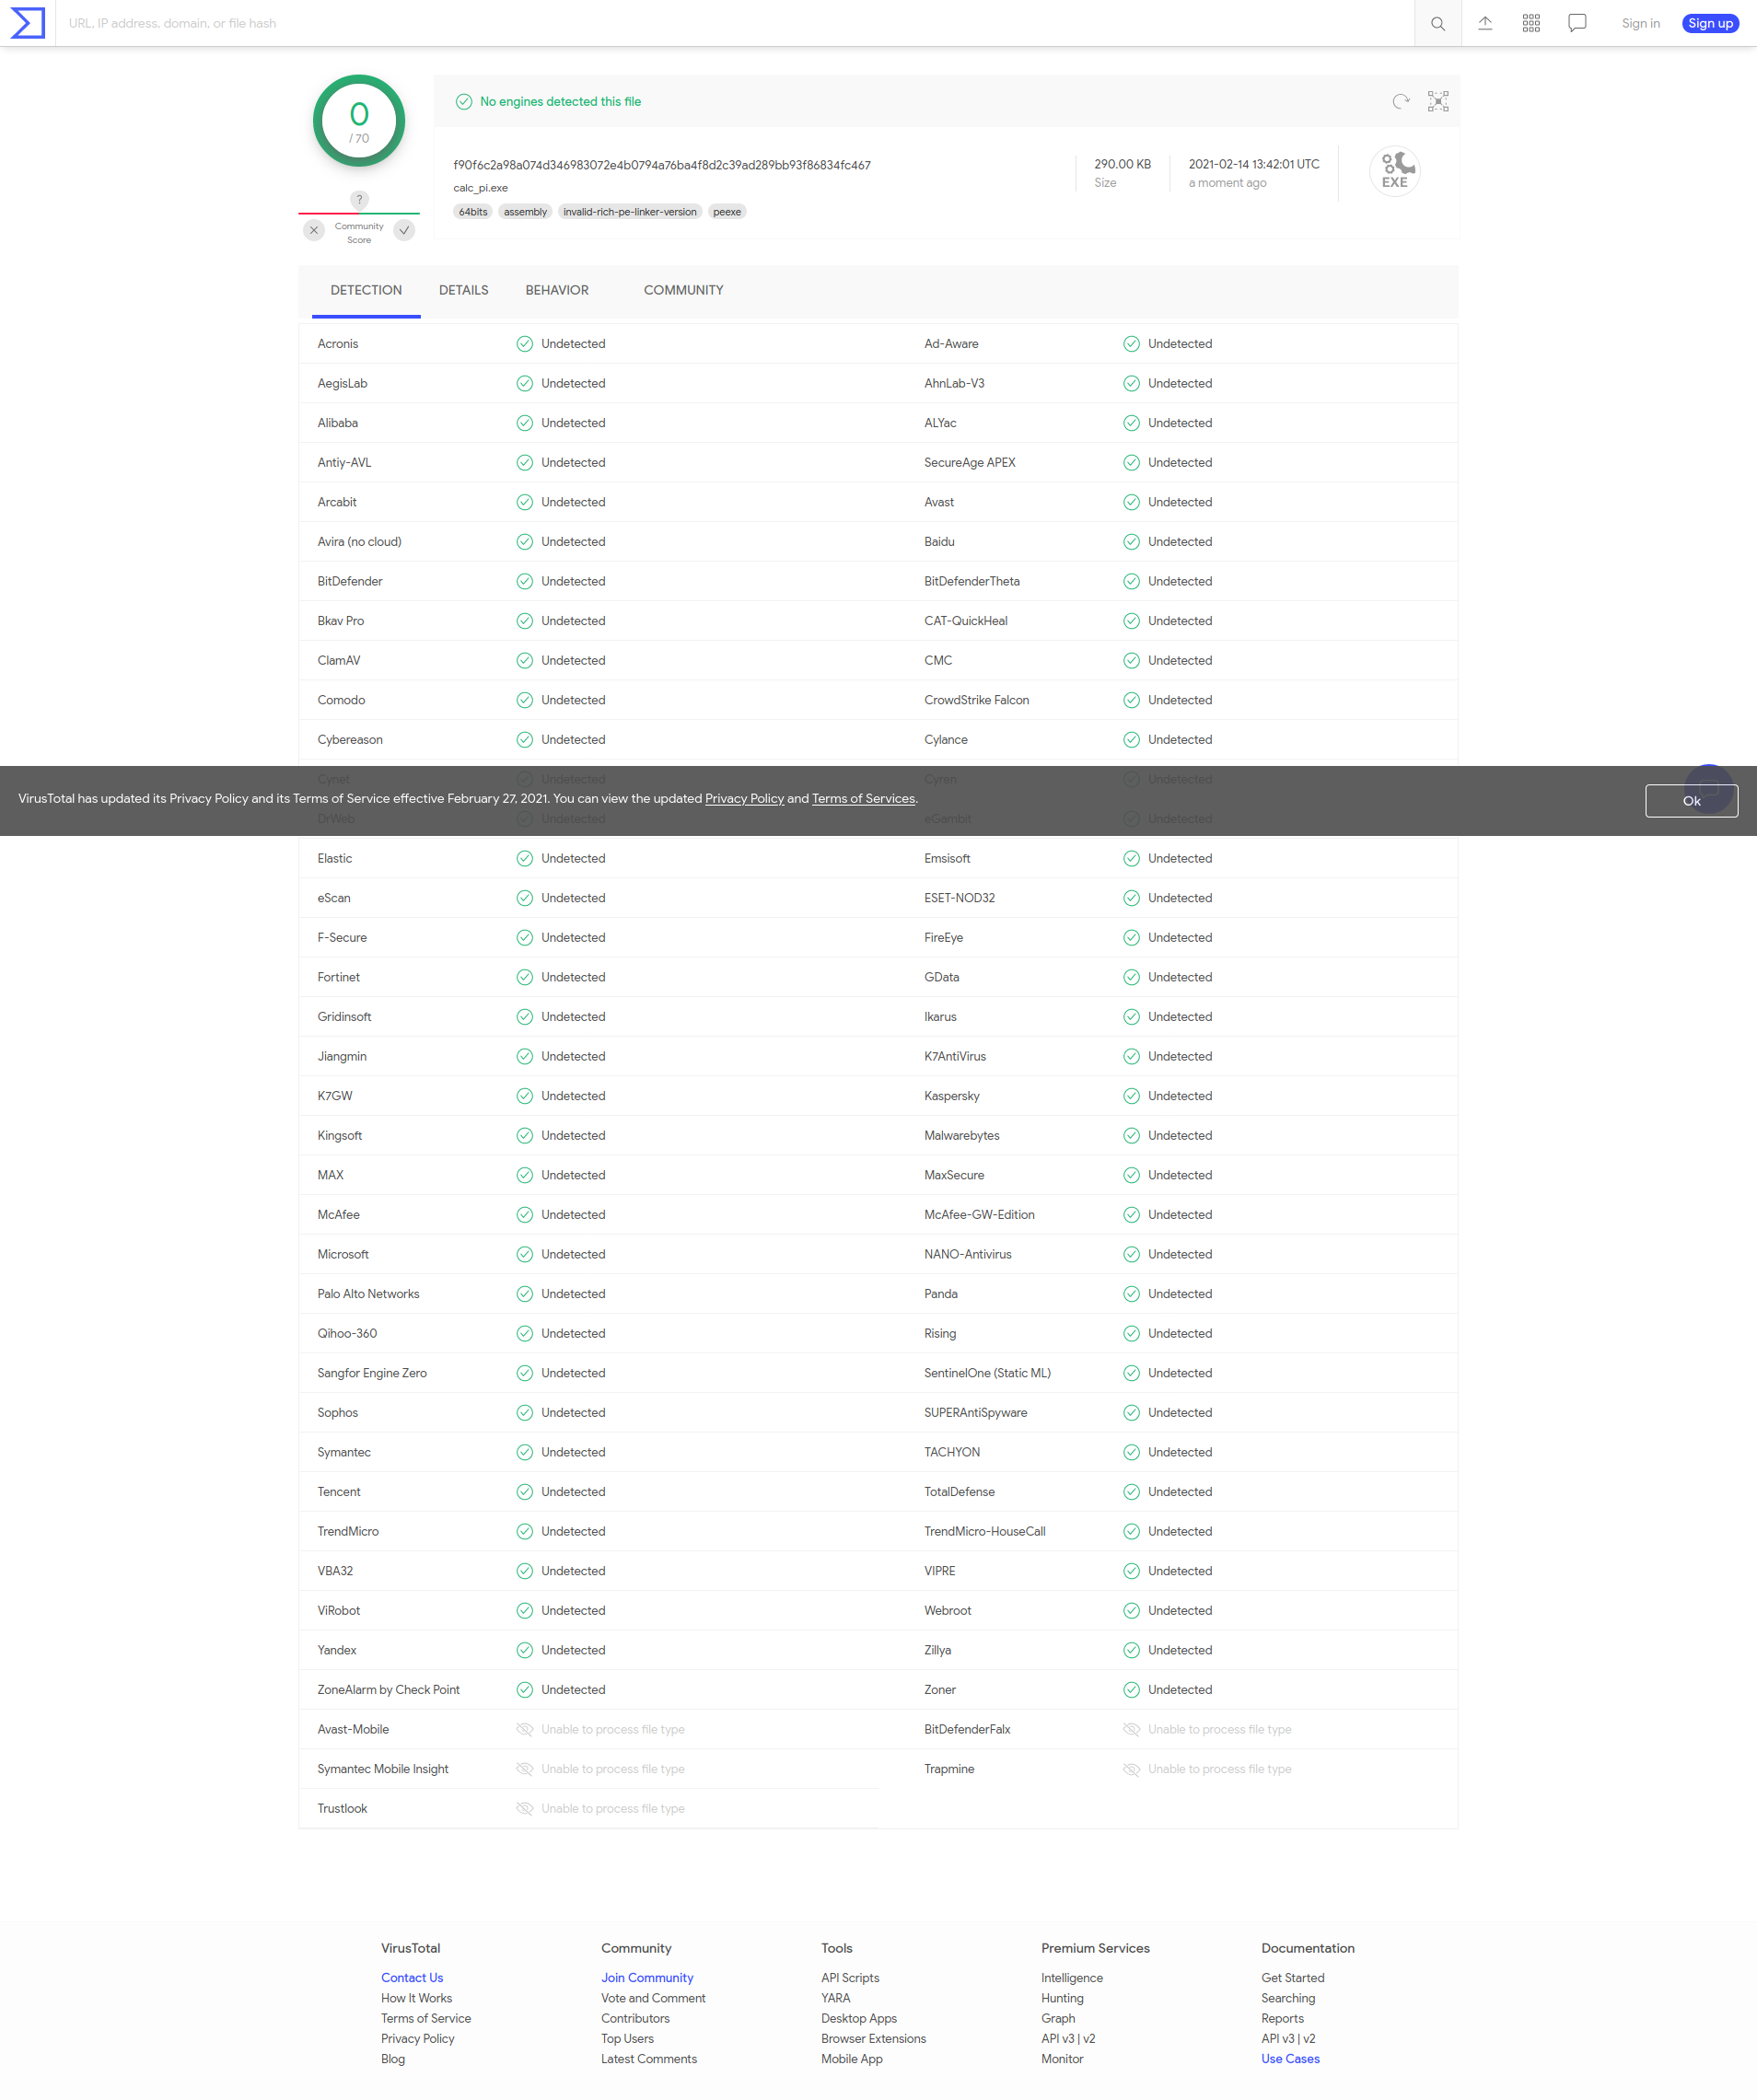 URL, IP address, domain, or file hash
Sign in
Sign up
0
/ 70
?
Community
Score
No engines detected this file
f90f6c2a98a074d346983072e4b0794a76ba4f8d2c39ad289bb93f86834fc467
calc_pi.exe
64bits assembly invalid-rich-pe-linker-version peexe
290.00 KB
Size
2021-02-14 13:42:01 UTC
a moment ago
EXE
DETECTION DETAILS BEHAVIOR COMMUNITY
Acronis Undetected Ad-Aware Undetected
AegisLab Undetected AhnLab-V3 Undetected
Alibaba Undetected ALYac Undetected
Antiy-AVL Undetected SecureAge APEX Undetected
Arcabit Undetected Avast Undetected
Avira (no cloud) Undetected Baidu Undetected
BitDefender Undetected BitDefenderTheta Undetected
Bkav Pro Undetected CAT-QuickHeal Undetected
ClamAV Undetected CMC Undetected
Comodo Undetected CrowdStrike Falcon Undetected
Cybereason Undetected Cylance Undetected
Cynet Undetected Cyren Undetected
VirusTotal has updated its Privacy Policy and its Terms of Service effective February 27, 2021. You can view the updated Privacy Policy and Terms of Services.
Ok
DrWeb Undetected eGambit Undetected
Elastic Undetected Emsisoft Undetected
eScan Undetected ESET-NOD32 Undetected
F-Secure Undetected FireEye Undetected
Fortinet Undetected GData Undetected
Gridinsoft Undetected Ikarus Undetected
Jiangmin Undetected K7AntiVirus Undetected
K7GW Undetected Kaspersky Undetected
Kingsoft Undetected Malwarebytes Undetected
MAX Undetected MaxSecure Undetected
McAfee Undetected McAfee-GW-Edition Undetected
Microsoft Undetected NANO-Antivirus Undetected
Palo Alto Networks Undetected Panda Undetected
Qihoo-360 Undetected Rising Undetected
Sangfor Engine Zero Undetected SentinelOne (Static ML) Undetected
Sophos Undetected SUPERAntiSpyware Undetected
Symantec Undetected TACHYON Undetected
Tencent Undetected TotalDefense Undetected
TrendMicro Undetected TrendMicro-HouseCall Undetected
VBA32 Undetected VIPRE Undetected
ViRobot Undetected Webroot Undetected
Yandex Undetected Zillya Undetected
ZoneAlarm by Check Point Undetected Zoner Undetected
Avast-Mobile Unable to process file type BitDefenderFalx Unable to process file type
Symantec Mobile Insight Unable to process file type Trapmine Unable to process file type
Trustlook Unable to process file type
VirusTotal
Contact Us
How It Works
Terms of Service
Privacy Policy
Blog
Community
Join Community
Vote and Comment
Contributors
Top Users
Latest Comments
Tools
API Scripts
YARA
Desktop Apps
Browser Extensions
Mobile App
Premium Services
Intelligence
Hunting
Graph
API v3 | v2
Monitor
Documentation
Get Started
Searching
Reports
API v3 | v2
Use Cases